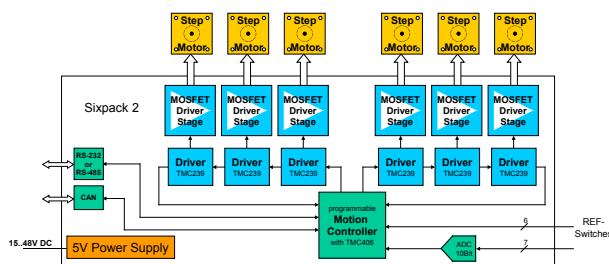 Step
Motor
Step
Motor
Step
Motor
Step
Motor
Step
Motor
Step
Motor
Sixpack 2
MOSFET
Driver
Stage
MOSFET
Driver
Stage
MOSFET
Driver
Stage
MOSFET
Driver
Stage
MOSFET
Driver
Stage
MOSFET
Driver
Stage
RS-232
or
RS-485
Driver
TMC239
Driver
TMC239
Driver
TMC239
Driver
TMC239
Driver
TMC239
Driver
TMC239
CAN
programmable
Motion
Controller
with TMC406
6
REF-
Switches
7
ADC
10Bit
15..48V DC
5V Power Supply